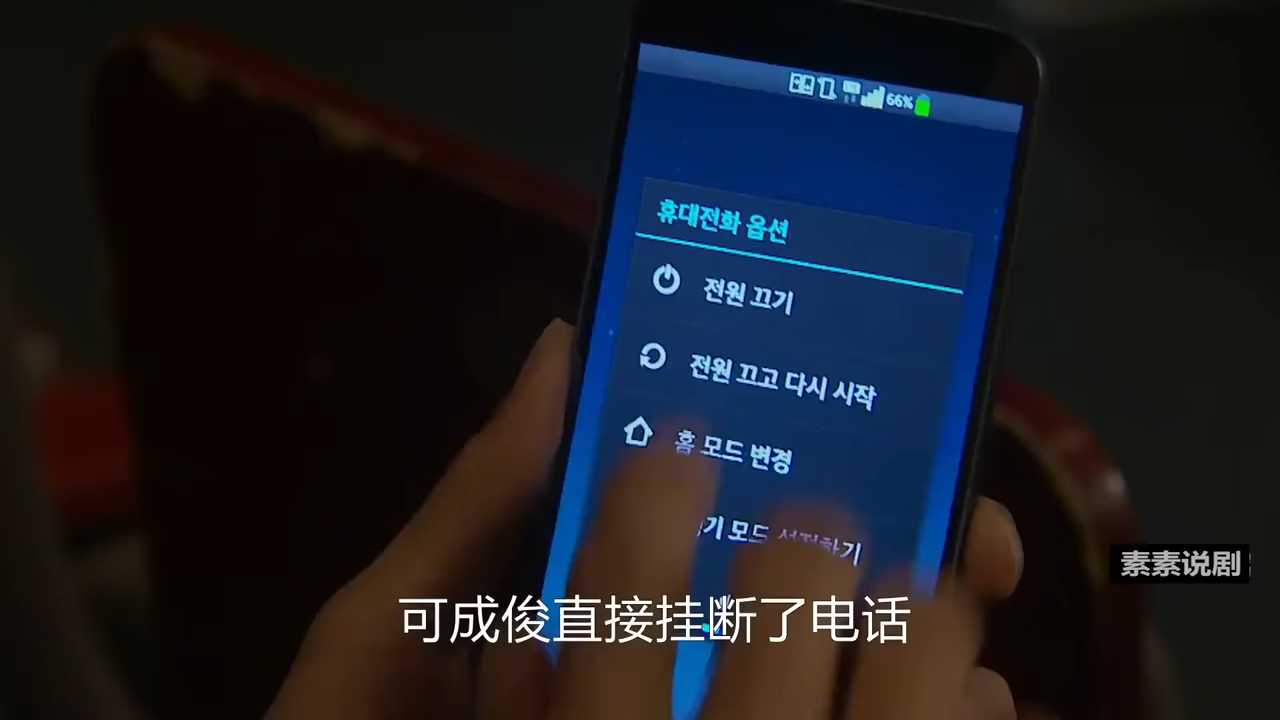 66%
휴대전화 옵션
전원 끄기
전원 끄고 다시 시작
홈 모드 변경
모드
素素说剧
可成俊直接挂断了电话